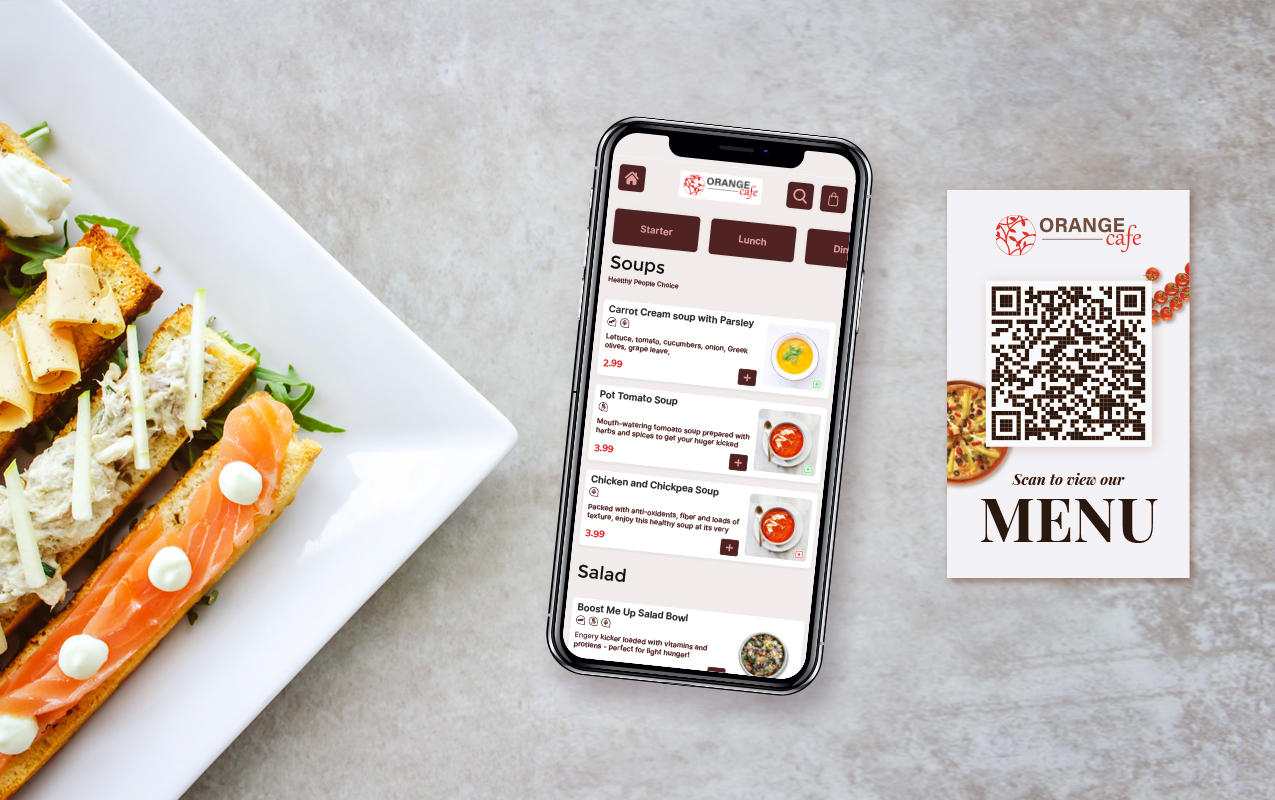 ORANGE
cafe
Starter
Lunch
Din
Soups
Healthy People Choice
Carrot Cream soup with Parsley
Lettuce, tomato, cucumbers, onion, Greek
olives, grape leave,
2.99
+
Pot Tomato Soup
Mouth-watering tomoato soup prepared with
herbs and spices to get your huger kicked
3.99
+
Chicken and Chickpea Soup
Packed with anti-oxidents, fiber and loads of
texture, enjoy this healthy soup at its very
3.99
+
Salad
Boost Me Up Salad Bowl
Engery kicker loaded with vitamins and
protiens - perfect for light hunger!
ORANGE
cafe
Scan to view our
MENU